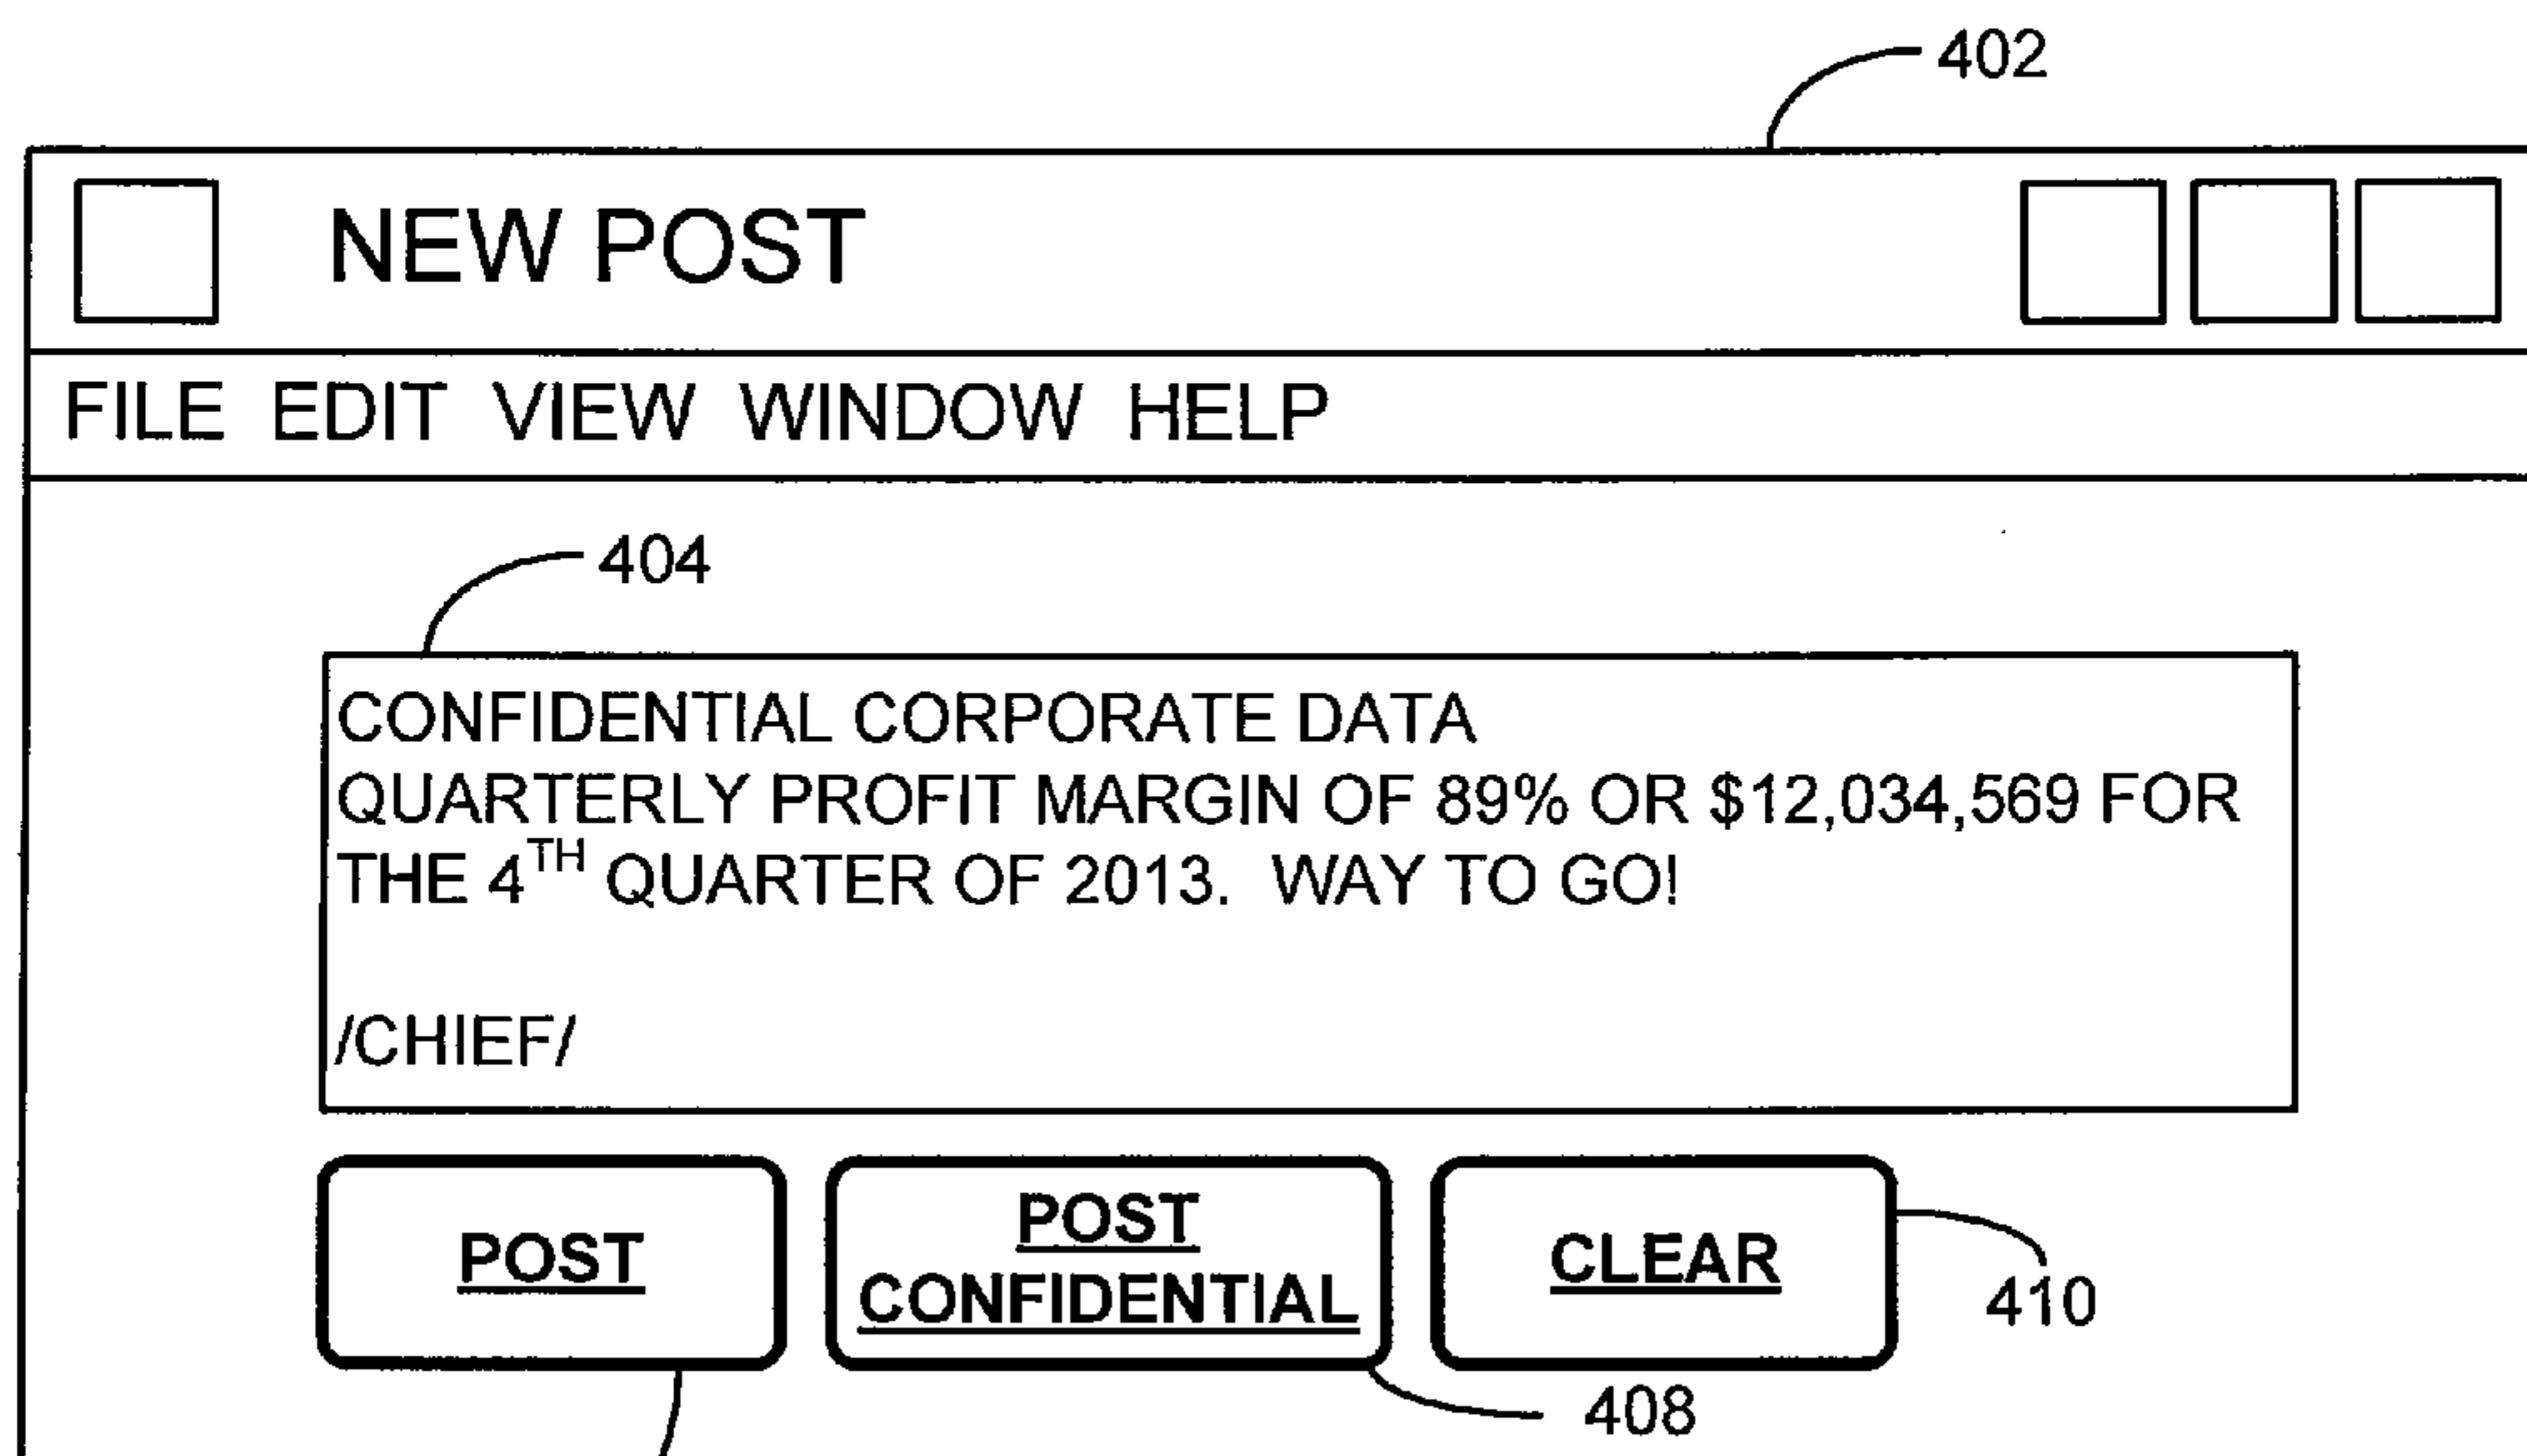 402
NEW POST
FILE EDIT VIEW WINDOW HELP
404
CONFIDENTIAL CORPORATE DATA
QUARTERLY PROFIT MARGIN OF 89% OR $12,034,569 FOR
THE 4TH QUARTER OF 2013. WAY TO GO!
/CHIEF/
POST
POST
CONFIDENTIAL
CLEAR
410
408